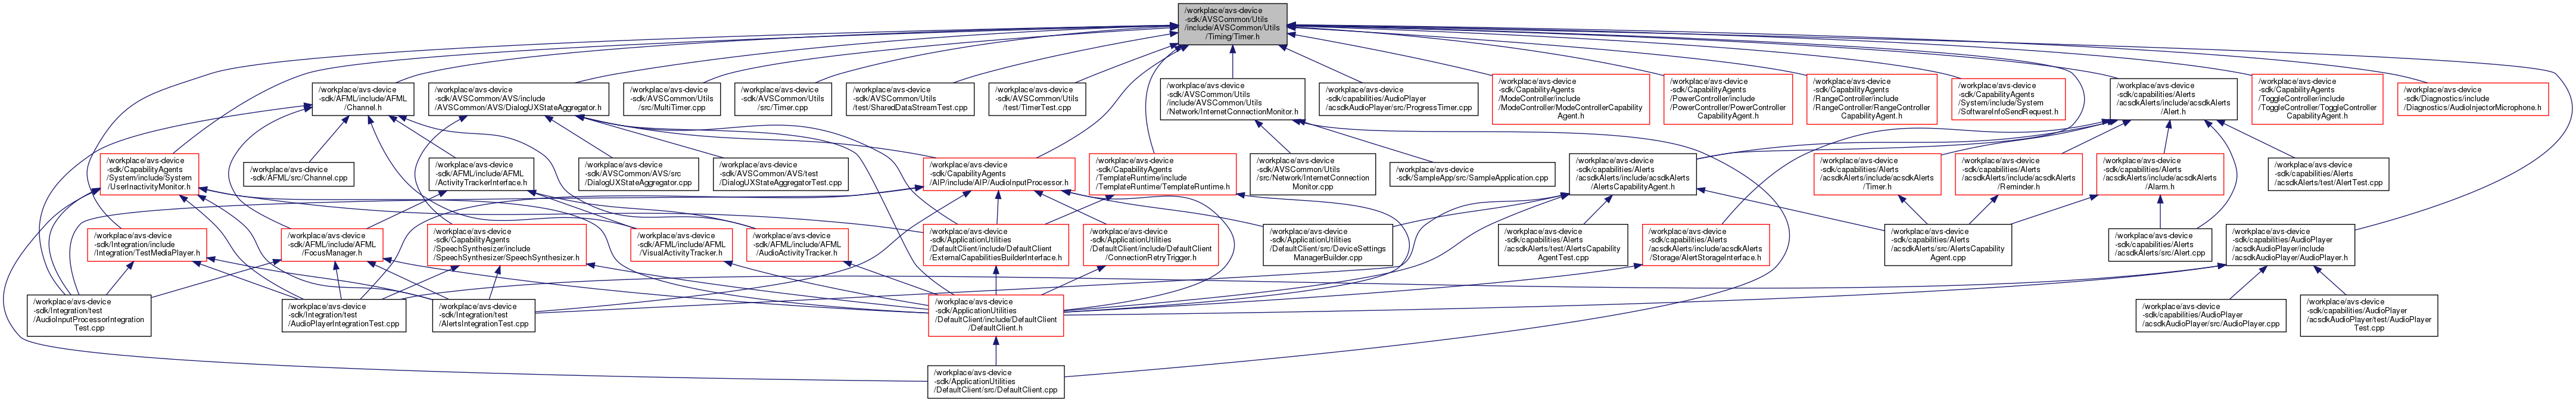 /workplace/avs-device
-sdk/AVSCommon/Utils
/include/AVSCommon/Utils
/Timing/Timer.h
/workplace/avs-device
-sdk/AFML/include/AFML
/Channel.h
/workplace/avs-device
-sdk/AVSCommon/AVS/include
/AVSCommon/AVS/DialogUXStateAggregator.h
/workplace/avs-device
-sdk/AVSCommon/Utils
/src/MultiTimer.cpp
/workplace/avs-device
-sdk/AVSCommon/Utils
/src/Timer.cpp
/workplace/avs-device
-sdk/AVSCommon/Utils
/test/SharedDataStreamTest.cpp
/workplace/avs-device
-sdk/AVSCommon/Utils
/test/TimerTest.cpp
/workplace/avs-device
-sdk/AVSCommon/Utils
/include/AVSCommon/Utils
/Network/InternetConnectionMonitor.h
/workplace/avs-device
-sdk/capabilities/AudioPlayer
/acsdkAudioPlayer/src/ProgressTimer.cpp
/workplace/avs-device
-sdk/CapabilityAgents
/ModeController/include
/ModeController/ModeControllerCapability
Agent.h
/workplace/avs-device
-sdk/CapabilityAgents
/PowerController/include
/PowerController/PowerController
CapabilityAgent.h
/workplace/avs-device
-sdk/CapabilityAgents
/RangeController/include
/RangeController/RangeController
CapabilityAgent.h
/workplace/avs-device
-sdk/CapabilityAgents
/System/include/System
/SoftwareInfoSendRequest.h
/workplace/avs-device
-sdk/capabilities/Alerts
/acsdkAlerts/include/acsdkAlerts
/Alert.h
/workplace/avs-device
-sdk/CapabilityAgents
/ToggleController/include
/ToggleController/ToggleController
CapabilityAgent.h
/workplace/avs-device
-sdk/Diagnostics/include
/Diagnostics/AudioInjectorMicrophone.h
/workplace/avs-device
-sdk/CapabilityAgents
/System/include/System
/UserInactivityMonitor.h
/workplace/avs-device
-sdk/AFML/src/Channel.cpp
/workplace/avs-device
-sdk/AFML/include/AFML
/ActivityTrackerInterface.h
/workplace/avs-device
-sdk/AVSCommon/AVS/src
/DialogUXStateAggregator.cpp
/workplace/avs-device
-sdk/AVSCommon/AVS/test
/DialogUXStateAggregatorTest.cpp
/workplace/avs-device
-sdk/CapabilityAgents
/AIP/include/AIP/AudioInputProcessor.h
/workplace/avs-device
-sdk/CapabilityAgents
/TemplateRuntime/include
/TemplateRuntime/TemplateRuntime.h
/workplace/avs-device
-sdk/AVSCommon/Utils
/src/Network/InternetConnection
Monitor.cpp
/workplace/avs-device
-sdk/SampleApp/src/SampleApplication.cpp
/workplace/avs-device
-sdk/capabilities/Alerts
/acsdkAlerts/include/acsdkAlerts
/AlertsCapabilityAgent.h
/workplace/avs-device
-sdk/capabilities/Alerts
/acsdkAlerts/include/acsdkAlerts
/Timer.h
/workplace/avs-device
-sdk/capabilities/Alerts
/acsdkAlerts/include/acsdkAlerts
/Reminder.h
/workplace/avs-device
-sdk/capabilities/Alerts
/acsdkAlerts/include/acsdkAlerts
/Alarm.h
/workplace/avs-device
-sdk/capabilities/Alerts
/acsdkAlerts/test/AlertTest.cpp
/workplace/avs-device
-sdk/Integration/include
/Integration/TestMediaPlayer.h
/workplace/avs-device
-sdk/AFML/include/AFML
/FocusManager.h
/workplace/avs-device
-sdk/CapabilityAgents
/SpeechSynthesizer/include
/SpeechSynthesizer/SpeechSynthesizer.h
/workplace/avs-device
-sdk/AFML/include/AFML
/VisualActivityTracker.h
/workplace/avs-device
-sdk/AFML/include/AFML
/AudioActivityTracker.h
/workplace/avs-device
-sdk/ApplicationUtilities
/DefaultClient/include/DefaultClient
/ExternalCapabilitiesBuilderInterface.h
/workplace/avs-device
-sdk/ApplicationUtilities
/DefaultClient/include/DefaultClient
/ConnectionRetryTrigger.h
/workplace/avs-device
-sdk/ApplicationUtilities
/DefaultClient/src/DeviceSettings
ManagerBuilder.cpp
/workplace/avs-device
-sdk/capabilities/Alerts
/acsdkAlerts/test/AlertsCapability
AgentTest.cpp
/workplace/avs-device
-sdk/capabilities/Alerts
/acsdkAlerts/include/acsdkAlerts
/Storage/AlertStorageInterface.h
/workplace/avs-device
-sdk/capabilities/Alerts
/acsdkAlerts/src/AlertsCapability
Agent.cpp
/workplace/avs-device
-sdk/capabilities/Alerts
/acsdkAlerts/src/Alert.cpp
/workplace/avs-device
-sdk/capabilities/AudioPlayer
/acsdkAudioPlayer/include
/acsdkAudioPlayer/AudioPlayer.h
/workplace/avs-device
-sdk/Integration/test
/AudioInputProcessorIntegration
Test.cpp
/workplace/avs-device
-sdk/Integration/test
/AudioPlayerIntegrationTest.cpp
/workplace/avs-device
-sdk/Integration/test
/AlertsIntegrationTest.cpp
/workplace/avs-device
-sdk/ApplicationUtilities
/DefaultClient/include/DefaultClient
/DefaultClient.h
/workplace/avs-device
-sdk/capabilities/AudioPlayer
/acsdkAudioPlayer/src/AudioPlayer.cpp
/workplace/avs-device
-sdk/capabilities/AudioPlayer
/acsdkAudioPlayer/test/AudioPlayer
Test.cpp
/workplace/avs-device
-sdk/ApplicationUtilities
/DefaultClient/src/DefaultClient.cpp